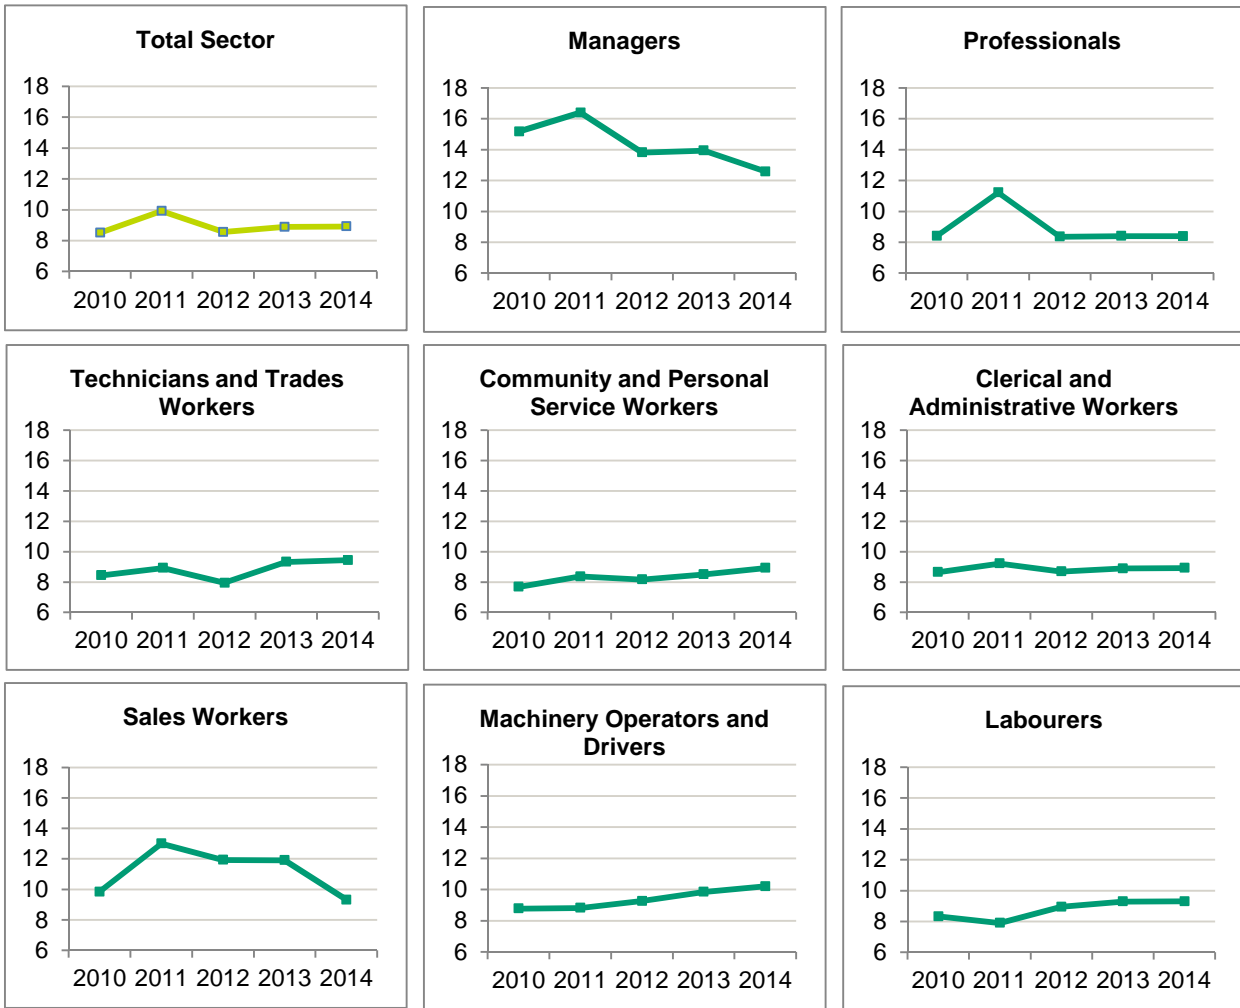 Total Sector
18
16
14
12
10
8
6
2010 2011 2012 2013 2014
Managers
18
16
14
12
10
8
6
2010 2011 2012 2013 2014
Professionals
18
16
14
12
10
8
6
2010 2011 2012 2013 2014
Technicians and Trades
Workers
18
16
14
12
10
8
6
2010 2011 2012 2013 2014
Community and Personal
Service Workers
18
16
14
12
10
8
6
2010 2011 2012 2013 2014
Clerical and
Administrative Workers
18
16
14
12
10
8
6
2010 2011 2012 2013 2014
Sales Workers
18
16
14
12
10
8
6
2010 2011 2012 2013 2014
Machinery Operators and
Drivers
18
16
14
12
10
8
6
2010 2011 2012 2013 2014
Labourers
18
16
14
12
10
8
6
2010 2011 2012 2013 2014